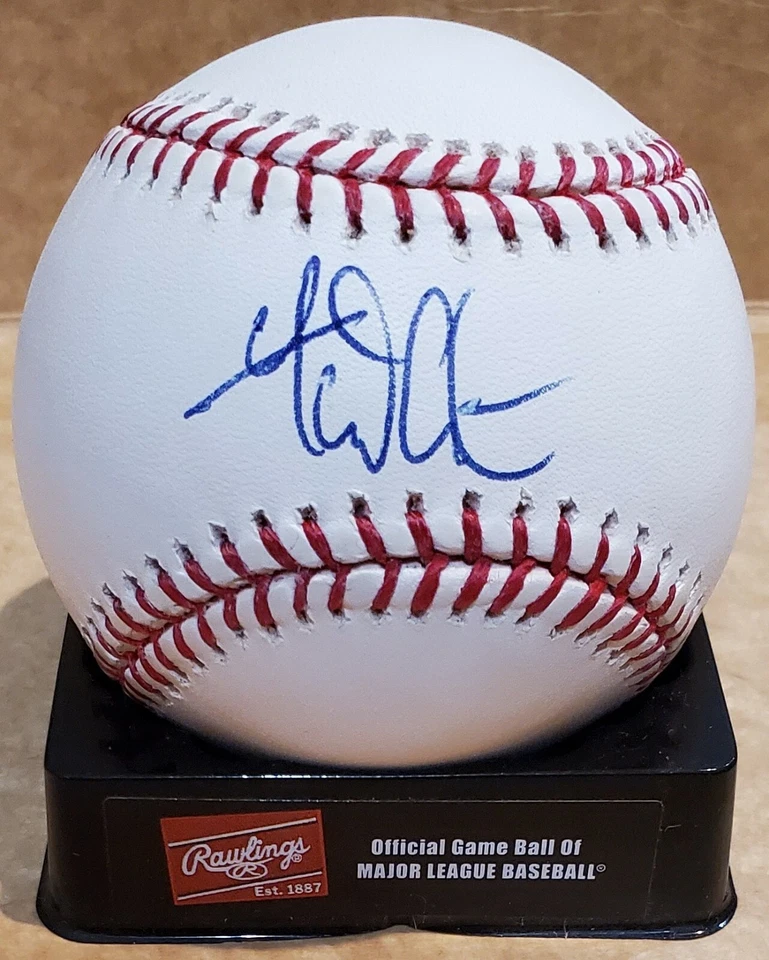 Rawlings®
R
Est. 1887
Official Game Ball Of
MAJOR LEAGUE BASEBALL®